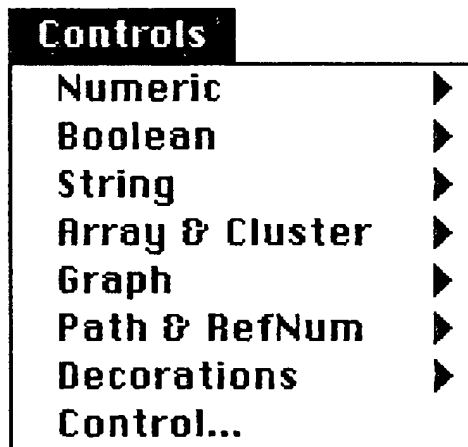 Controls
Numeric
Boolean
String
Array & Cluster
Graph
Path & RefNum
Decorations
Control...